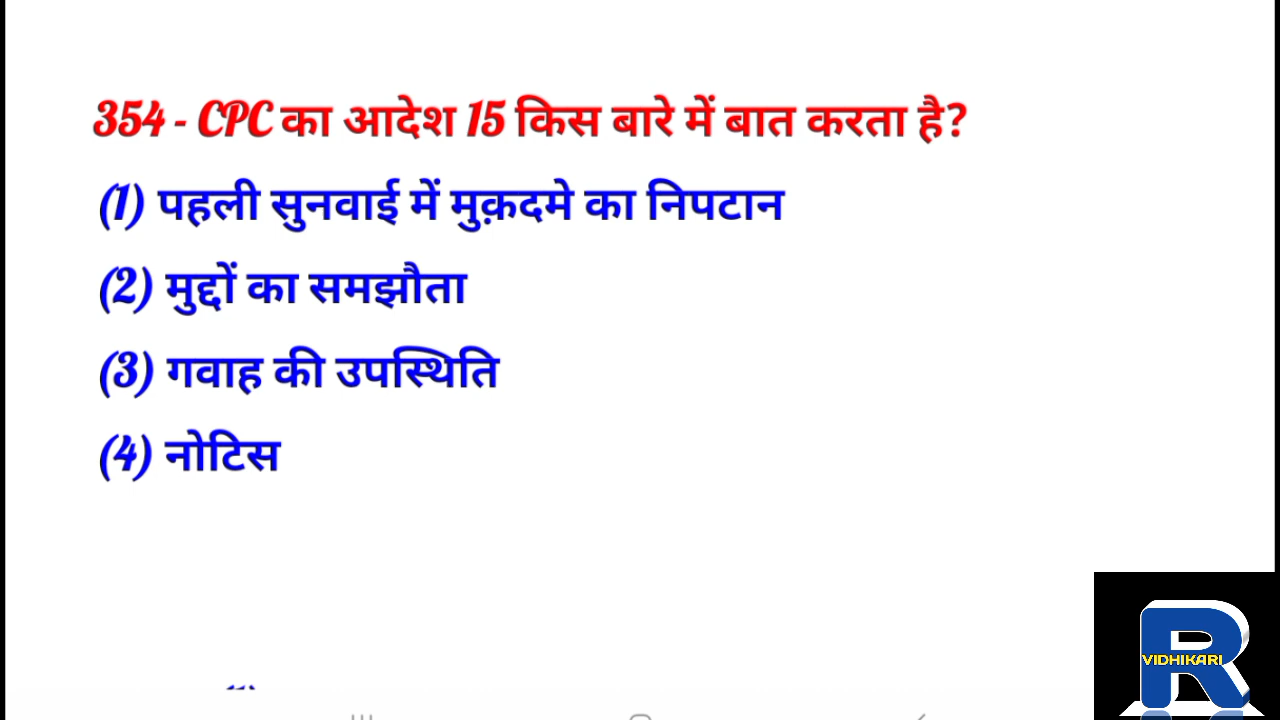 354 - CPC का आदेश 15 किस बारे में बात करता है?
(1) पहली सुनवाई में मुक़दमे का निपटान
(2) मुद्दों का समझौता
(3) गवाह की उपस्थिति
(4) नोटिस
R
VIDHIKARI